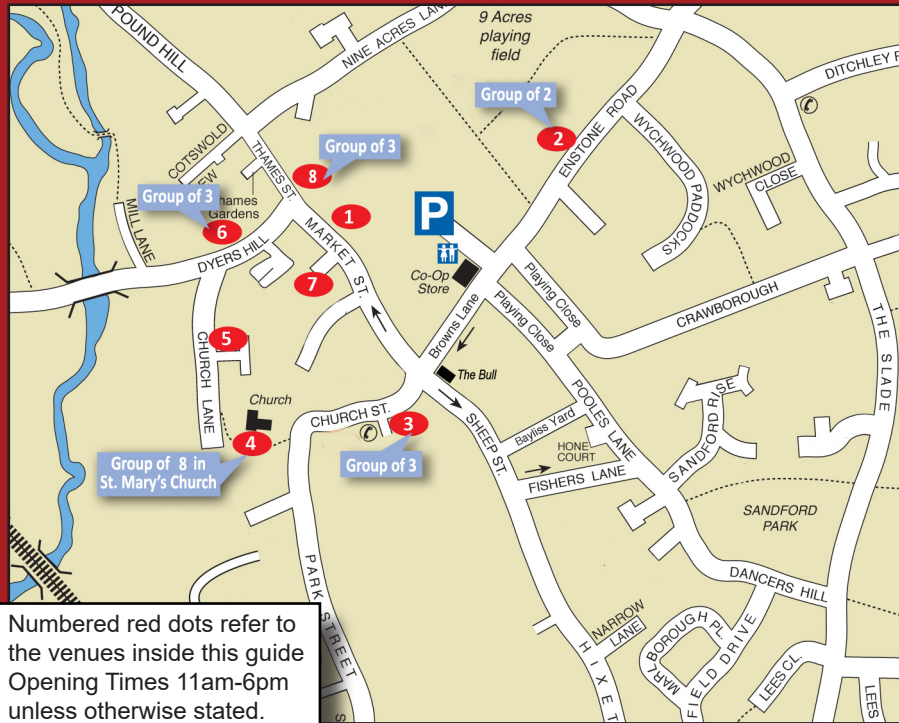 POUND HILL
NINE ACRES LANE
9 Acres
playing
field
DITCHLEY R
Group of 2
2
ENSTONE ROAD
WYCHWOOD PADDOCKS
WYCHWOOD
CLOSE
COTSWOLD
EW
THAMES ST.
Group of 3
8
Group of 3
hames
Gardens
6
1
P
MILL LANE
DYERS HILL
MARKET ST.
7
Co-Op
Store
Playing Close
Playing Close
CRAWBOROUGH
THE SLADE
5
CHURCH LANE
Browns Lane
The Bull
Church
CHURCH ST.
3
4
Group of 3
Group of 8 in
St. Mary's Church
SHEEP ST.
Bayliss Yard
POOLES LANE
HONE
COURT
FISHERS LANE
SANDFORD RISE
SANDFORD
PARK
DANCERS HILL
PARK STREET
S
NARROW
LANE
HIXET
MARLBOROUGH PL.
FIELD DRIVE
LEES CL.
LEES
Numbered red dots refer to
the venues inside this guide
Opening Times 11am-6pm
unless otherwise stated.